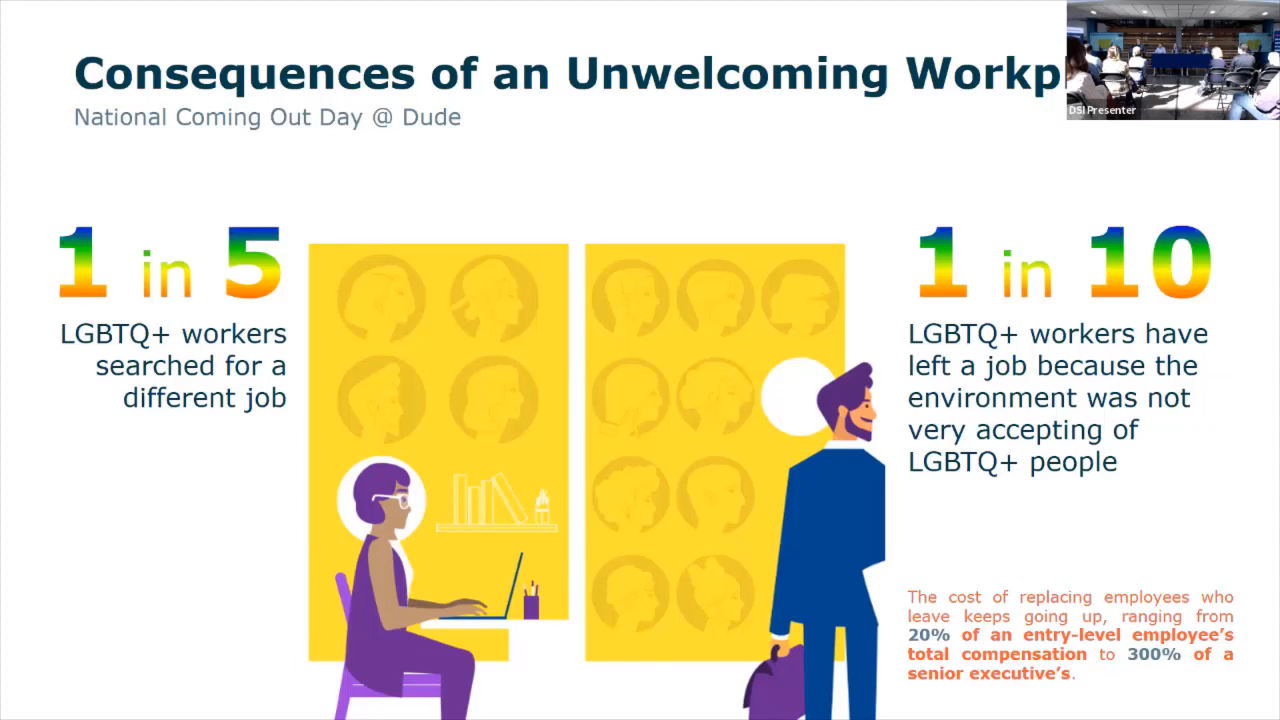 Consequences of an Unwelcoming Workp
National Coming Out Day @ Dude
DSI Presenter
1 in 5
LGBTQ+ workers
searched for a
different job
1 in 10
LGBTQ+ workers have
left a job because the
environment was not
very accepting of
LGBTQ+ people
The cost of replacing employees who
leave keeps going up, ranging from
20% of an entry-level employee’s
total compensation to 300% of a
senior executive’s.